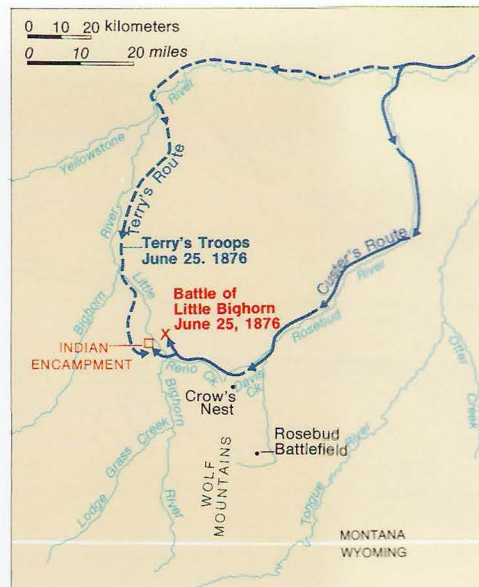 0 10 20 kilometers
0 10 20 miles
River
Yellowstone
Terry's Route
River
Terry's Troops
June 25. 1876
Custer's Route
River
Little
Battle of
Little Bighorn
June 25, 1876
Rosebud
Bighorn
X
INDIAN
ENCAMPMENT
Reno Ck.
Davis
Ck.
Otter
Creek
Bighorn
Crow's
Nest
Lodge Grass Creek
WOLF
MOUNTAINS
Rosebud
Battlefield
River
Tongue River
MONTANA
WYOMING